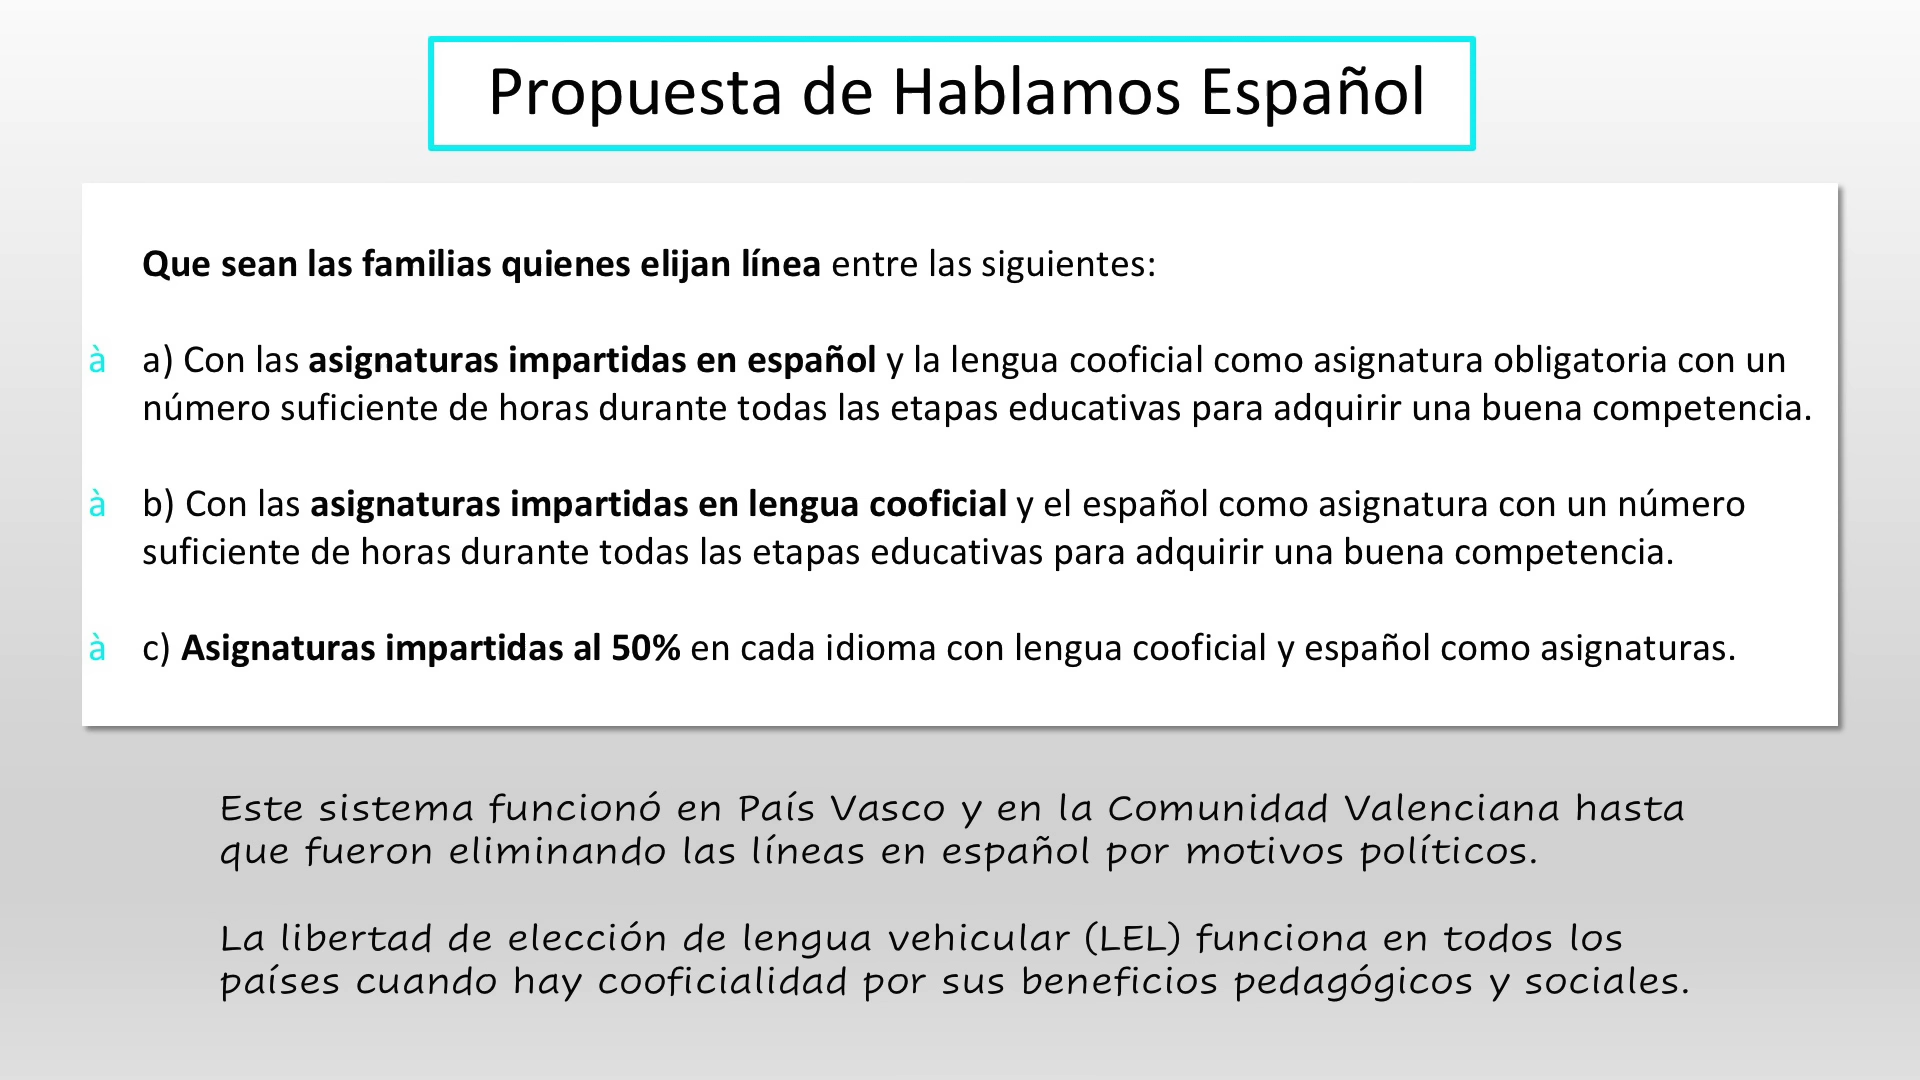 Propuesta de Hablamos Español
Que sean las familias quienes elijan línea entre las siguientes:
à a) Con las asignaturas impartidas en español y la lengua cooficial como asignatura obligatoria con un
número suficiente de horas durante todas las etapas educativas para adquirir una buena competencia.
à b) Con las asignaturas impartidas en lengua cooficial y el español como asignatura con un número
suficiente de horas durante todas las etapas educativas para adquirir una buena competencia.
à c) Asignaturas impartidas al 50% en cada idioma con lengua cooficial y español como asignaturas.
Este sistema funcionó en País Vasco y en la Comunidad Valenciana hasta
que fueron eliminando las líneas en español por motivos políticos.
La libertad de elección de lengua vehicular (LEL) funciona en todos los
países cuando hay cooficialidad por sus beneficios pedagógicos y sociales.